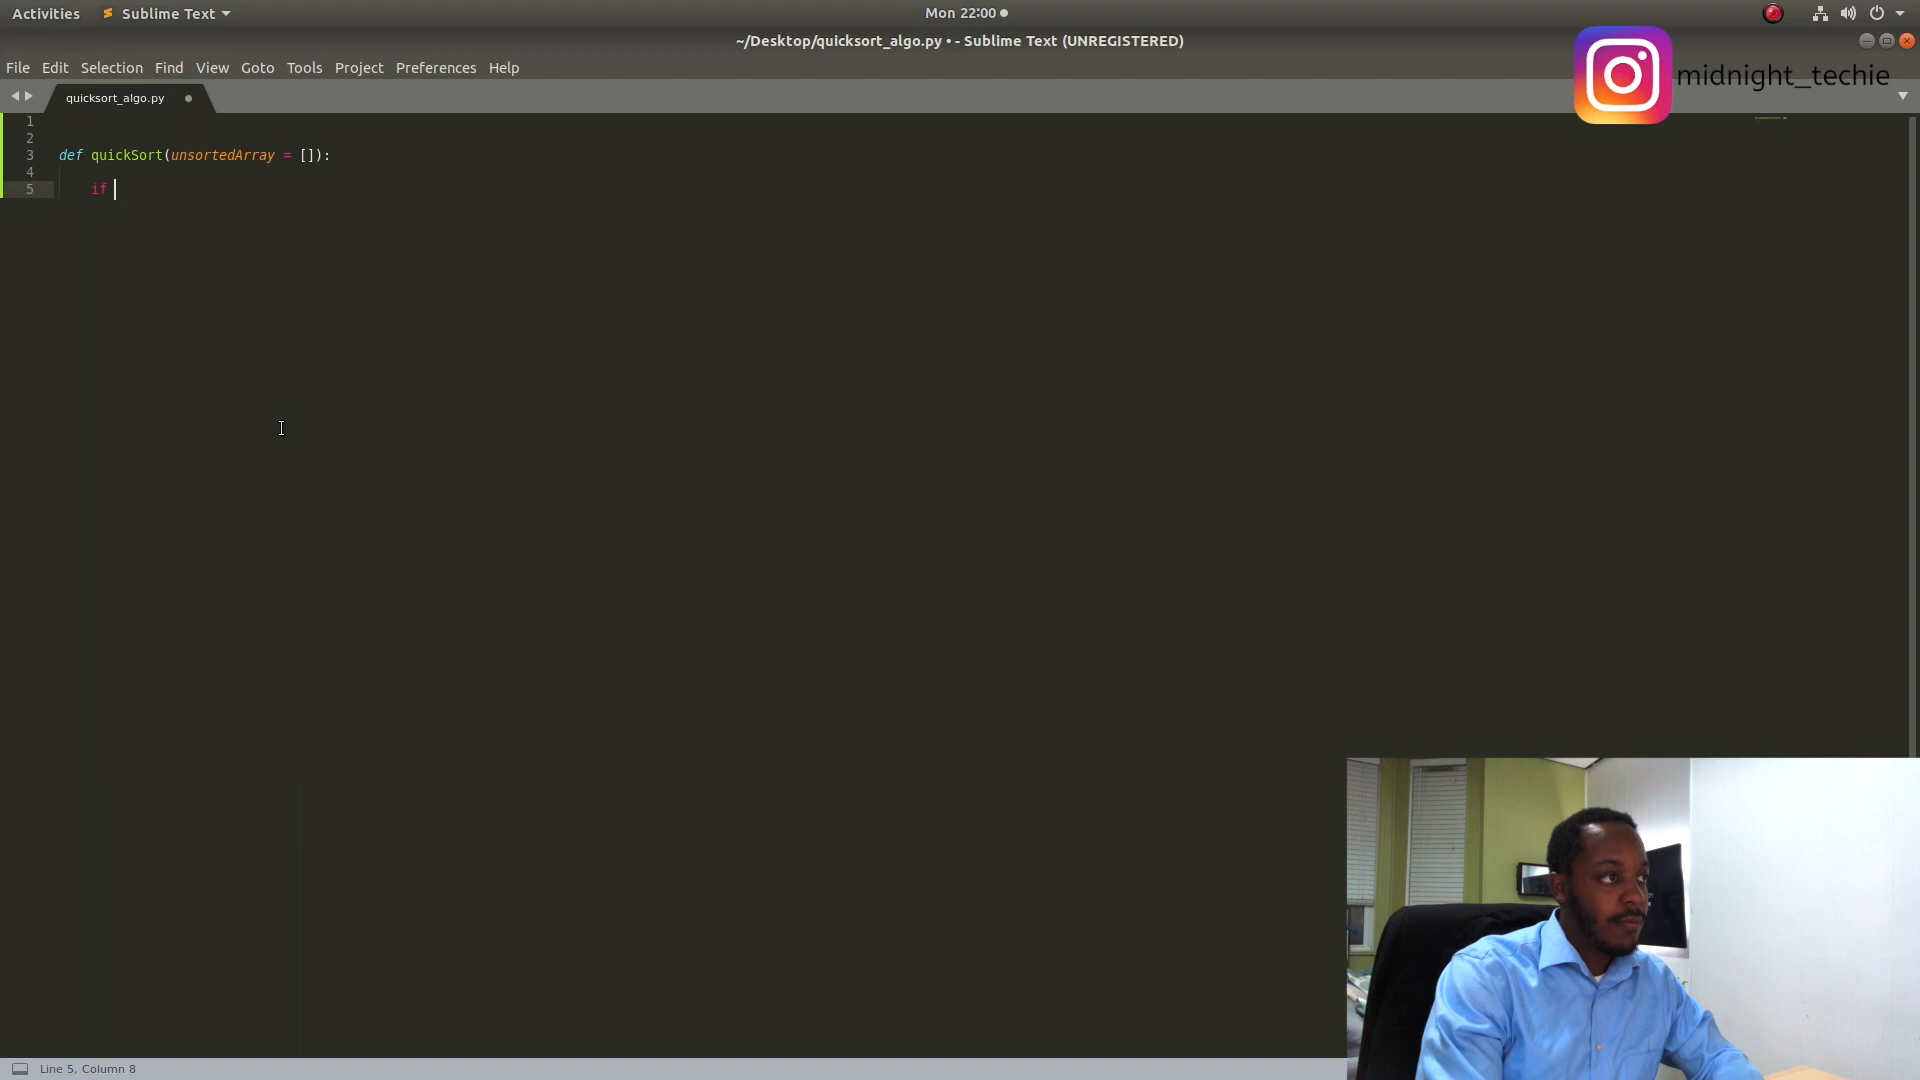 Activities Sublime Text Mon 22:00
~/Desktop/quicksort_algo.py • - Sublime Text (UNREGISTERED)
File Edit Selection Find View Goto Tools Project Preferences Help
midnight_techie
quicksort_algo.py
1
2
3 def quickSort(unsortedArray = []):
4
5 if
Line 5, Column 8